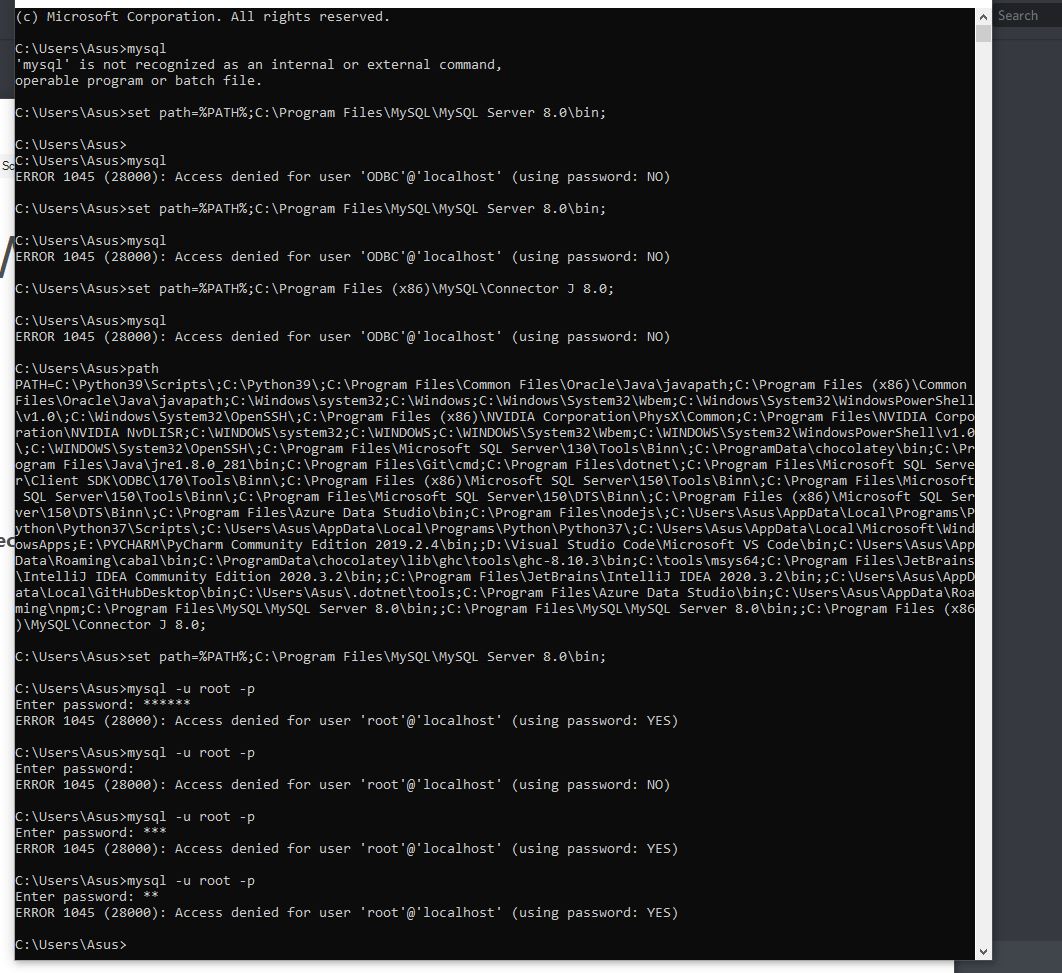 (c) Microsoft Corporation. All rights reserved.
Search
C:\Users\Asus>mysql
'mysql' is not recognized as an internal or external command,
operable program or batch file.
C:\Users\Asus>set path=%PATH%;C:\Program Files\MySQL\MySQL Server 8.0\bin;
C:\Users\Asus>
C:\Users\Asus>mysql
ERROR 1045 (28000): Access denied for user 'ODBC'@'localhost' (using password: NO)
C:\Users\Asus>set path=%PATH%;C:\Program Files\MySQL\MySQL Server 8.0\bin;
C:\Users\Asus>mysql
ERROR 1045 (28000): Access denied for user 'ODBC'@'localhost' (using password: NO)
C:\Users\Asus>set path=%PATH%;C:\Program Files (x86)\MySQL\Connector J 8.0;
C:\Users\Asus>mysql
ERROR 1045 (28000): Access denied for user 'ODBC'@'localhost' (using password: NO)
C:\Users\Asus>path
PATH=C:\Python39\Scripts\;C:\Python39\;C:\Program Files\Common Files\Oracle\Java\javapath;C:\Program Files (x86)\Common
Files\Oracle\Java\javapath;C:\Windows\system32;C:\Windows;C:\Windows\System32\Wbem;C:\Windows\System32\WindowsPowerShell
\v1.0\;C:\Windows\System32\OpenSSH\;C:\Program Files (x86)\NVIDIA Corporation\PhysX\Common;C:\Program Files\NVIDIA Corpo
ration\NVIDIA NvDLISR;C:\WINDOWS\system32;C:\WINDOWS;C:\WINDOWS\System32\Wbem;C:\WINDOWS\System32\WindowsPowerShell\v1.0
\;C:\WINDOWS\System32\OpenSSH\;C:\Program Files\Microsoft SQL Server\130\Tools\Binn\;C:\ProgramData\chocolatey\bin;C:\Pr
ogram Files\Java\jre1.8.0_281\bin;C:\Program Files\Git\cmd;C:\Program Files\dotnet\;C:\Program Files\Microsoft SQL Serve
r\Client SDK\ODBC\170\Tools\Binn\;C:\Program Files (x86)\Microsoft SQL Server\150\Tools\Binn\;C:\Program Files\Microsoft
 SQL Server\150\Tools\Binn\;C:\Program Files\Microsoft SQL Server\150\DTS\Binn\;C:\Program Files (x86)\Microsoft SQL Ser
ver\150\DTS\Binn\;C:\Program Files\Azure Data Studio\bin;C:\Program Files\nodejs\;C:\Users\Asus\AppData\Local\Programs\P
ython\Python37\Scripts\;C:\Users\Asus\AppData\Local\Programs\Python\Python37\;C:\Users\Asus\AppData\Local\Microsoft\Wind
owsApps;E:\PYCHARM\PyCharm Community Edition 2019.2.4\bin;;D:\Visual Studio Code\Microsoft VS Code\bin;C:\Users\Asus\App
Data\Roaming\cabal\bin;C:\ProgramData\chocolatey\lib\ghc\tools\ghc-8.10.3\bin;C:\tools\msys64;C:\Program Files\JetBrains
\IntelliJ IDEA Community Edition 2020.3.2\bin;;C:\Program Files\JetBrains\IntelliJ IDEA 2020.3.2\bin;;C:\Users\Asus\AppD
ata\Local\GitHubDesktop\bin;C:\Users\Asus\.dotnet\tools;C:\Program Files\Azure Data Studio\bin;C:\Users\Asus\AppData\Roa
ming\npm;C:\Program Files\MySQL\MySQL Server 8.0\bin;;C:\Program Files\MySQL\MySQL Server 8.0\bin;;C:\Program Files (x86
)\MySQL\Connector J 8.0;
C:\Users\Asus>set path=%PATH%;C:\Program Files\MySQL\MySQL Server 8.0\bin;
C:\Users\Asus>mysql -u root -p
Enter password: ******
ERROR 1045 (28000): Access denied for user 'root'@'localhost' (using password: YES)
C:\Users\Asus>mysql -u root -p
Enter password:
ERROR 1045 (28000): Access denied for user 'root'@'localhost' (using password: NO)
C:\Users\Asus>mysql -u root -p
Enter password: ***
ERROR 1045 (28000): Access denied for user 'root'@'localhost' (using password: YES)
C:\Users\Asus>mysql -u root -p
Enter password: **
ERROR 1045 (28000): Access denied for user 'root'@'localhost' (using password: YES)
C:\Users\Asus>